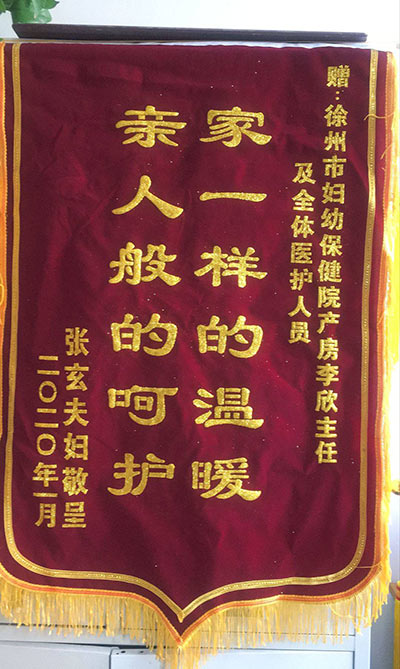 赠：徐州市妇幼保健院产房李欣主任
及全体医护人员
家一样的温暖
亲人般的呵护
张玄夫妇敬呈
二〇二〇年一月